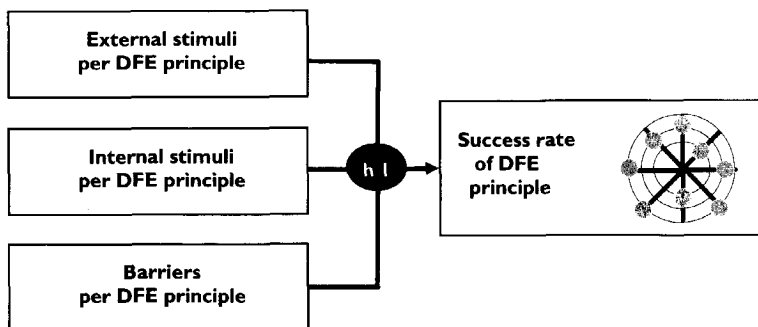 External stimuli
per DFE principle
Internal stimuli
per DFE principle
h l
Success rate
of DFE
principle
Barriers
per DFE principle